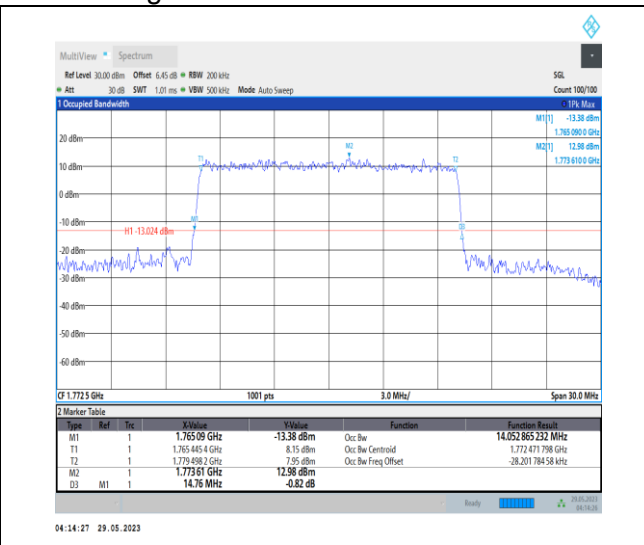 MultiView Spectrum
Ref Level 30.00 dBm Offset 6.45 dB RBW 200 kHz SGL
Att 30 dB SWT 1.01 ms VBW 500 kHz Mode Auto Sweep Count 100/100
1 Occupied Bandwidth 1Pk Max
M1[1] -13.38 dBm
1.765 090 0 GHz
M2[1] 12.98 dBm
1.773 610 0 GHz
20 dBm
M2
T1
T2
10 dBm
0 dBm
-10 dBm
M1
D3
H1 -13.024 dBm
-20 dBm
-30 dBm
-40 dBm
-50 dBm
-60 dBm
CF 1.772 5 GHz 1001 pts 3.0 MHz/ Span 30.0 MHz
2 Marker Table
Type Ref Trc X-Value Y-Value Function Function Result
M1 1 1.765 09 GHz -13.38 dBm Occ Bw 14.052 865 232 MHz
T1 1 1.765 445 4 GHz 8.15 dBm Occ Bw Centroid 1.772 471 798 GHz
T2 1 1.779 498 2 GHz 7.95 dBm Occ Bw Freq Offset -28.201 784 58 kHz
M2 1 1.773 61 GHz 12.98 dBm
D3 M1 1 14.76 MHz -0.82 dB
Ready 29.05.2023
04:14:26
04:14:27 29.05.2023